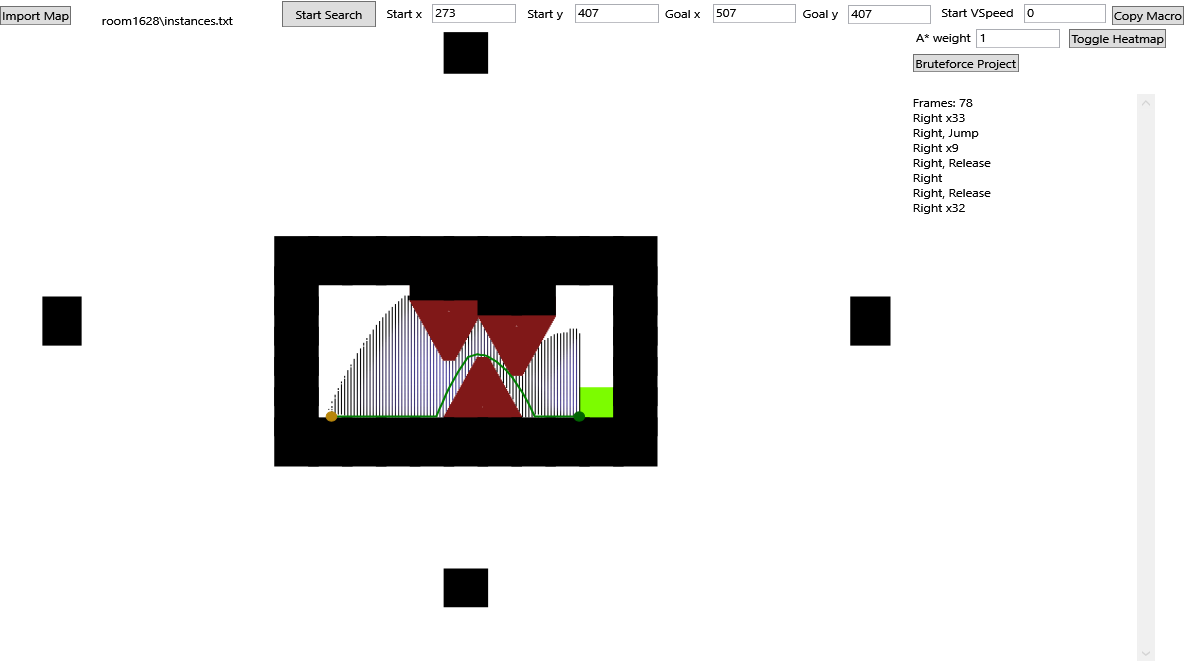 Import Map room1628\instances.txt Start Search Start x 273 Start y 407 Goal x 507 Goal y 407 Start VSpeed 0 Copy Macro
A* weight 1 Toggle Heatmap
Bruteforce Project
Frames: 78
Right x33
Right, Jump
Right x9
Right, Release
Right
Right, Release
Right x32